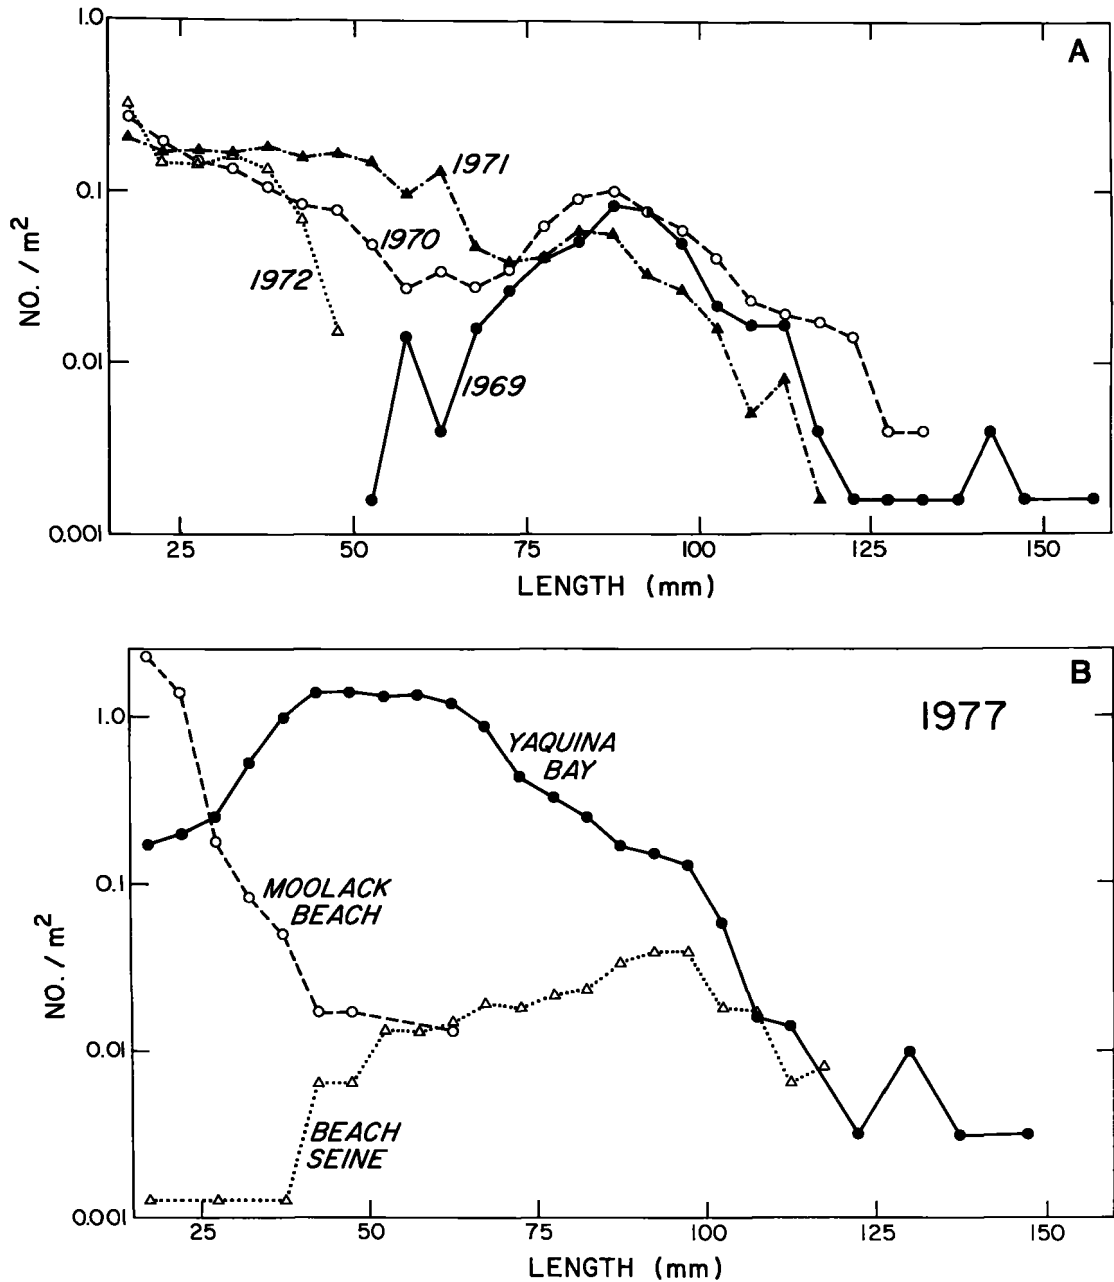 1.0
A
1971
0.1
1970
1972
NO. / m²
0.01
1969
0.001
25 50 75 100 125 150
LENGTH (mm)
B
1977
1.0
YAQUINA
BAY
0.1
MOOLACK
BEACH
NO. / m²
0.01
BEACH
SEINE
0.001
25 50 75 100 125 150
LENGTH (mm)